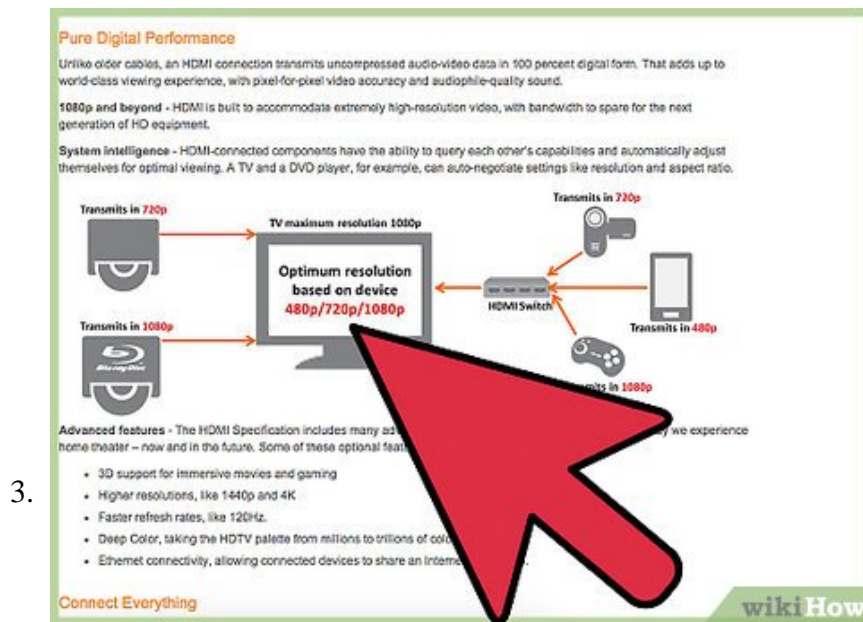 Pure Digital Performance
Unlike older cables, an HDMI connection transmits uncompressed audio-video data in 100 percent digital form. That adds up to
world-class viewing experience, with pixel-for-pixel video accuracy and audiophile-quality sound.
1080p and beyond - HDMI is built to accommodate extremely high-resolution video, with bandwidth to spare for the next
generation of HD equipment.
System intelligence - HDMI-connected components have the ability to query each other's capabilities and automatically adjust
themselves for optimal viewing. A TV and a DVD player, for example, can auto-negotiate settings like resolution and aspect ratio.
Transmits in 720p
TV maximum resolution 1080p
Transmits in 720p
Optimum resolution
based on device
480p/720p/1080p
HDMI Switch
Transmits in 1080p
Transmits in 480p
Blu-ray Disc
in 1080p
Advanced features - The HDMI Specification includes many
we experience
home theater – now and in the future. Some of these optional
3D support for immersive movies and gaming
3.
• Higher resolutions, like 1440p and 4K
• Faster refresh rates, like 120Hz.
• Deep Color, taking the HDTV palette from millions to trillions of
• Ethernet connectivity, allowing connected devices to share an
Connect Everything
wikiHow